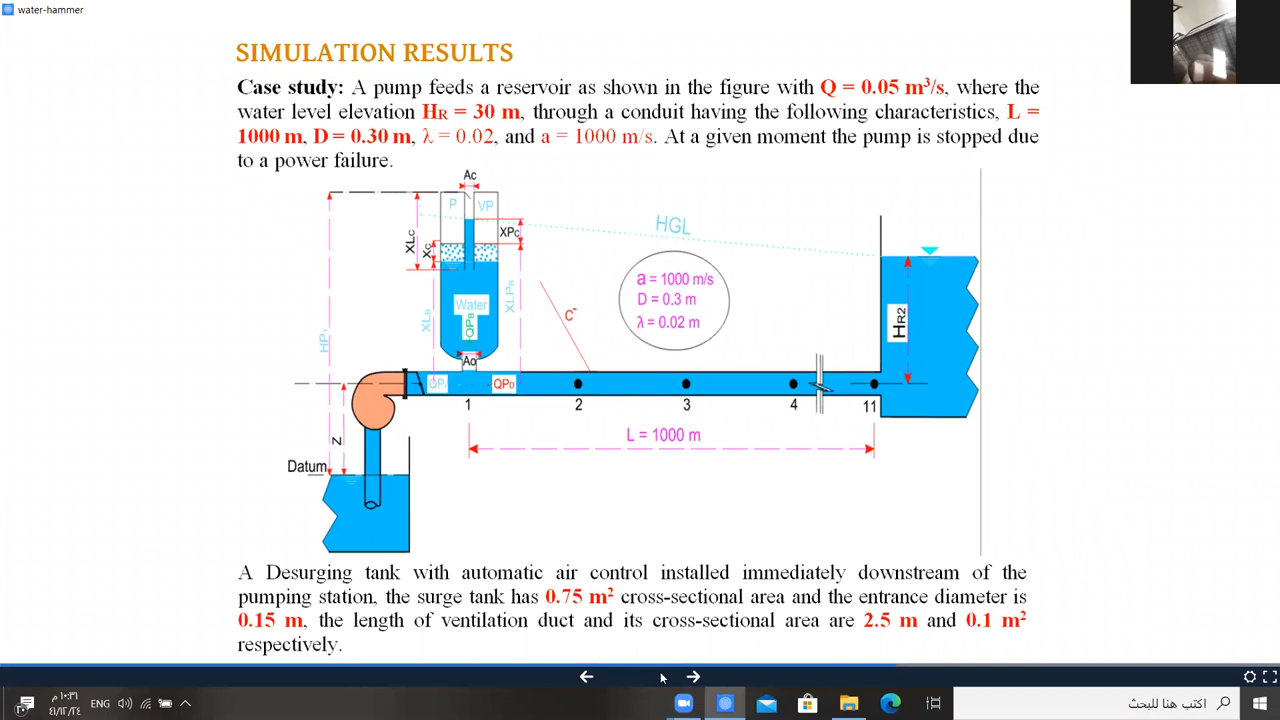 water-hammer
SIMULATION RESULTS
Case study: A pump feeds a reservoir as shown in the figure with Q = 0.05 m³/s, where the
water level elevation HR = 30 m, through a conduit having the following characteristics, L =
1000 m, D = 0.30 m, λ = 0.02, and a = 1000 m/s. At a given moment the pump is stopped due
to a power failure.
Ac
P VP
XPc
XLc
Xc
HGL
a = 1000 m/s
D = 0.3 m
λ = 0.02 m
C⁻
Water
QPB
XLB
XLPB
HP1
HR2
Ao
QPD
1
2
3
4
11
Z
L = 1000 m
Datum
A Desurging tank with automatic air control installed immediately downstream of the
pumping station, the surge tank has 0.75 m² cross-sectional area and the entrance diameter is
0.15 m, the length of ventilation duct and its cross-sectional area are 2.5 m and 0.1 m²
respectively.
ENG
اكتب هنا للبحث